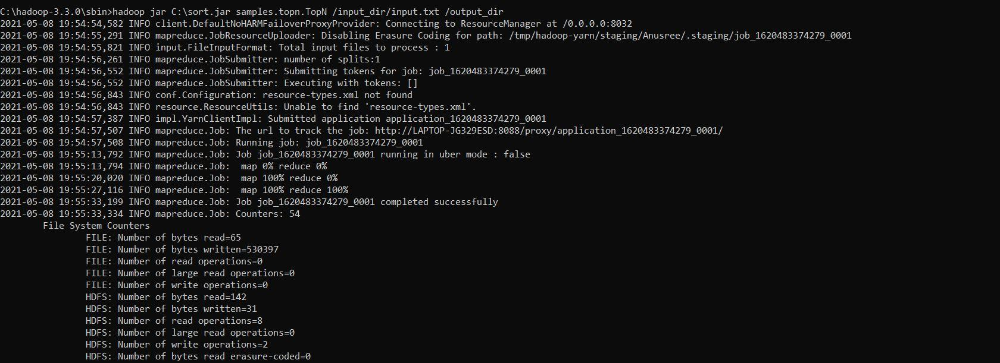 C:\hadoop-3.3.0\sbin>hadoop jar C:\sort.jar samples.topn.TopN /input_dir/input.txt /output_dir
2021-05-08 19:54:54,582 INFO client.DefaultNoHARMFailoverProxyProvider: Connecting to ResourceManager at /0.0.0.0:8032
2021-05-08 19:54:55,291 INFO mapreduce.JobResourceUploader: Disabling Erasure Coding for path: /tmp/hadoop-yarn/staging/Anusree/.staging/job_1620483374279_0001
2021-05-08 19:54:55,821 INFO input.FileInputFormat: Total input files to process : 1
2021-05-08 19:54:56,261 INFO mapreduce.JobSubmitter: number of splits:1
2021-05-08 19:54:56,552 INFO mapreduce.JobSubmitter: Submitting tokens for job: job_1620483374279_0001
2021-05-08 19:54:56,552 INFO mapreduce.JobSubmitter: Executing with tokens: []
2021-05-08 19:54:56,843 INFO conf.Configuration: resource-types.xml not found
2021-05-08 19:54:56,843 INFO resource.ResourceUtils: Unable to find 'resource-types.xml'.
2021-05-08 19:54:57,387 INFO impl.YarnClientImpl: Submitted application application_1620483374279_0001
2021-05-08 19:54:57,507 INFO mapreduce.Job: The url to track the job: http://LAPTOP-JG329ESD:8088/proxy/application_1620483374279_0001/
2021-05-08 19:54:57,508 INFO mapreduce.Job: Running job: job_1620483374279_0001
2021-05-08 19:55:13,792 INFO mapreduce.Job: Job job_1620483374279_0001 running in uber mode : false
2021-05-08 19:55:13,794 INFO mapreduce.Job:  map 0% reduce 0%
2021-05-08 19:55:20,020 INFO mapreduce.Job:  map 100% reduce 0%
2021-05-08 19:55:27,116 INFO mapreduce.Job:  map 100% reduce 100%
2021-05-08 19:55:33,199 INFO mapreduce.Job: Job job_1620483374279_0001 completed successfully
2021-05-08 19:55:33,334 INFO mapreduce.Job: Counters: 54
File System Counters
FILE: Number of bytes read=65
FILE: Number of bytes written=530397
FILE: Number of read operations=0
FILE: Number of large read operations=0
FILE: Number of write operations=0
HDFS: Number of bytes read=142
HDFS: Number of bytes written=31
HDFS: Number of read operations=8
HDFS: Number of large read operations=0
HDFS: Number of write operations=2
HDFS: Number of bytes read erasure-coded=0